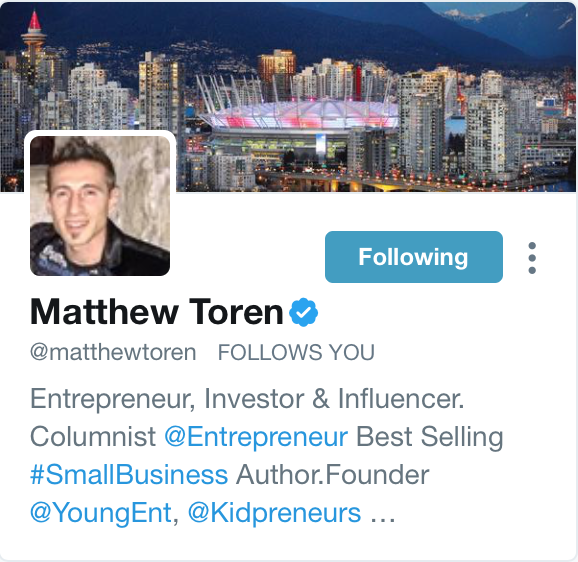 Following
Matthew Toren
@matthewtoren FOLLOWS YOU
Entrepreneur, Investor & Influencer.
Columnist @Entrepreneur Best Selling
#SmallBusiness Author.Founder
@YoungEnt, @Kidpreneurs ...